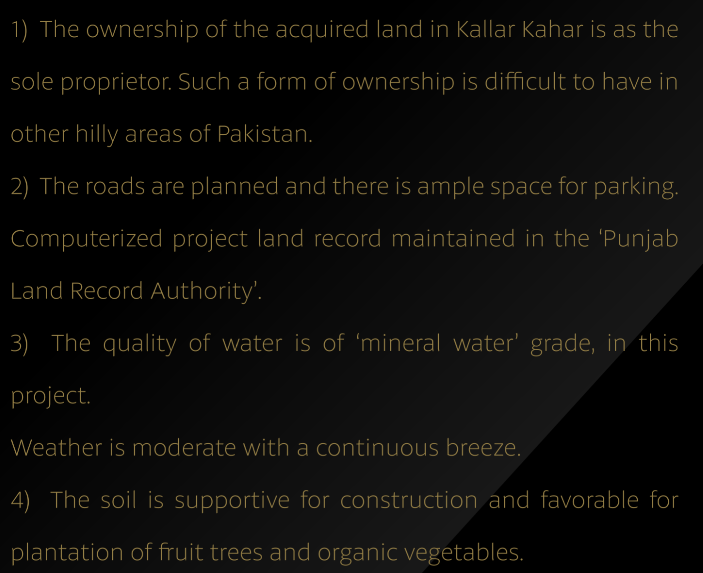 1) The ownership of the acquired land in Kallar Kahar is as the
sole proprietor. Such a form of ownership is difficult to have in
other hilly areas of Pakistan.
2) The roads are planned and there is ample space for parking.
Computerized project land record maintained in the ‘Punjab
Land Record Authority’.
3) The quality of water is of ‘mineral water’ grade, in this
project.
Weather is moderate with a continuous breeze.
4) The soil is supportive for construction and favorable for
plantation of fruit trees and organic vegetables.